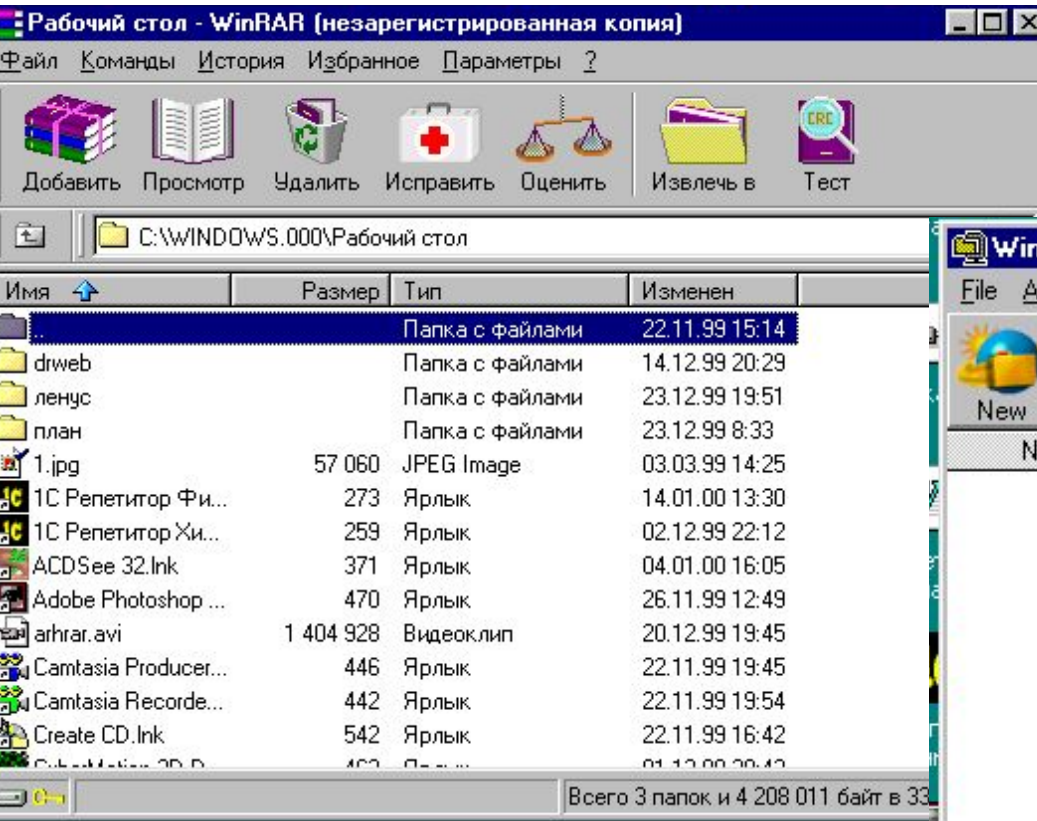 Рабочий стол - WinRAR (незарегистрированная копия)
Файл Команды История Избранное Параметры ?
CRC
Добавить Просмотр Удалить Исправить Оценить Извлечь в Тест
C:\WINDOWS.000\Рабочий стол
Имя Размер Тип Изменен
.. Папка с файлами 22.11.99 15:14
drweb Папка с файлами 14.12.99 20:29
ленус Папка с файлами 23.12.99 19:51
план Папка с файлами 23.12.99 8:33
1.jpg 57 060 JPEG Image 03.03.99 14:25
1С Репетитор Фи... 273 Ярлык 14.01.00 13:30
1С Репетитор Хи... 259 Ярлык 02.12.99 22:12
ACDSee 32.lnk 371 Ярлык 04.01.00 16:05
Adobe Photoshop ... 470 Ярлык 26.11.99 12:49
arhrar.avi 1 404 928 Видеоклип 20.12.99 19:45
Camtasia Producer... 446 Ярлык 22.11.99 19:45
Camtasia Recorde... 442 Ярлык 22.11.99 19:54
Create CD.lnk 542 Ярлык 22.11.99 16:42
Всего 3 папок и 4 208 011 байт в 33
Win
File A
New
N